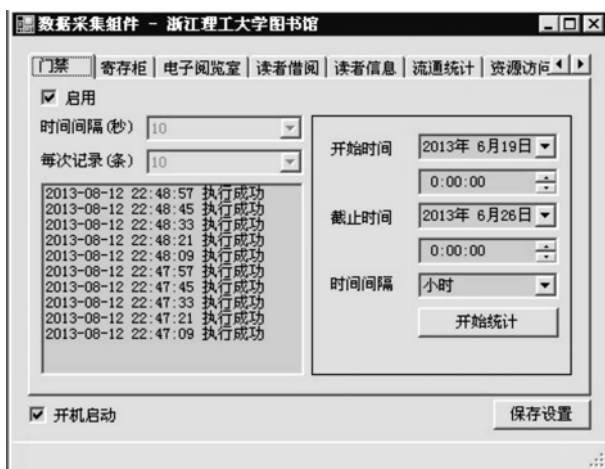 数据采集组件 - 浙江理工大学图书馆
门禁 寄存柜 电子阅览室 读者借阅 读者信息 流通统计 资源访问
启用
时间间隔(秒) 10
每次记录(条) 10
2013-08-12 22:48:57 执行成功
2013-08-12 22:48:45 执行成功
2013-08-12 22:48:33 执行成功
2013-08-12 22:48:21 执行成功
2013-08-12 22:48:09 执行成功
2013-08-12 22:47:57 执行成功
2013-08-12 22:47:45 执行成功
2013-08-12 22:47:33 执行成功
2013-08-12 22:47:21 执行成功
2013-08-12 22:47:09 执行成功
开始时间 2013年 6月19日
0:00:00
截止时间 2013年 6月26日
0:00:00
时间间隔 小时
开始统计
开机启动
保存设置